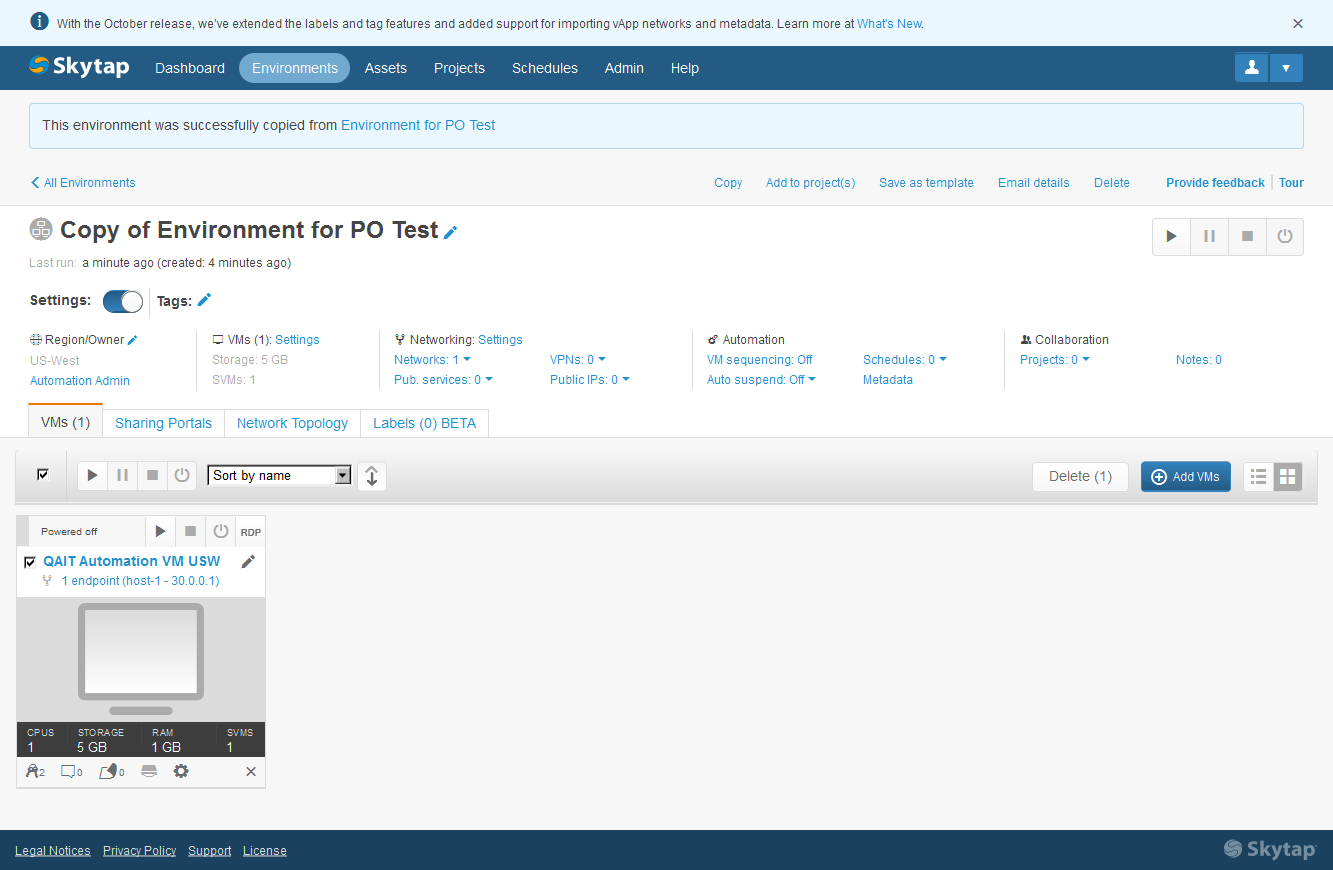 With the October release, we've extended the labels and tag features and added support for importing vApp networks and metadata. Learn more at What's New.
Skytap Dashboard Environments Assets Projects Schedules Admin Help
This environment was successfully copied from Environment for PO Test
All Environments Copy Add to project(s) Save as template Email details Delete Provide feedback Tour
Copy of Environment for PO Test
Last run: a minute ago (created: 4 minutes ago)
Settings: Tags:
Region/Owner VMs (1): Settings Networking: Settings Automation Collaboration
US-West Storage: 5 GB Networks: 1 VPNs: 0 VM sequencing: Off Schedules: 0 Projects: 0 Notes: 0
Automation Admin SVMs: 1 Pub. services: 0 Public IPs: 0 Auto suspend: Off Metadata
VMs (1) Sharing Portals Network Topology Labels (0) BETA
Sort by name Delete (1) Add VMs
Powered off RDP
QAIT Automation VM USW
1 endpoint (host-1 - 30.0.0.1)
CPUS STORAGE RAM SVMS
1 5 GB 1 GB 1
2 0 0
Legal Notices Privacy Policy Support License Skytap